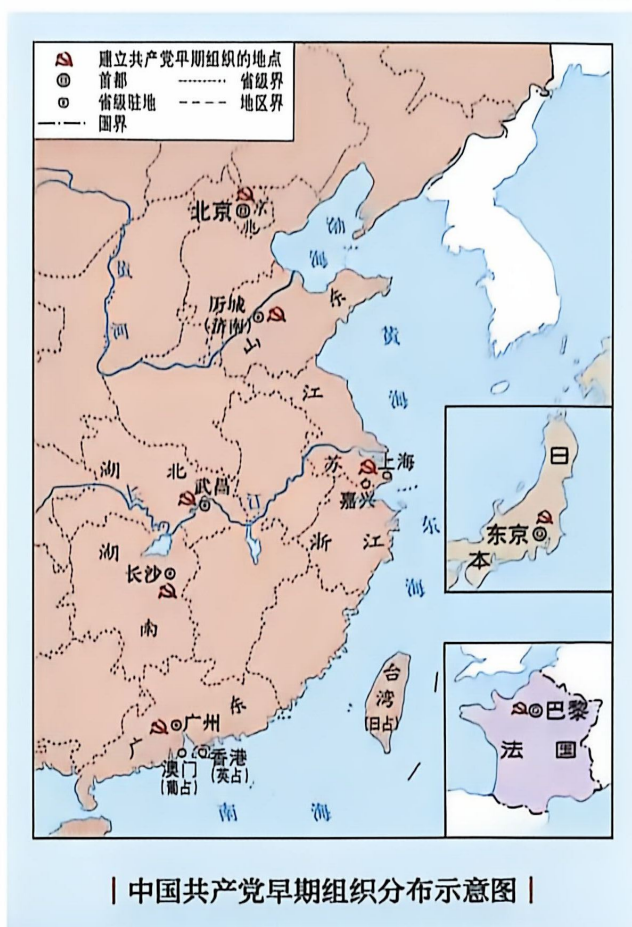 建立共产党早期组织的地点
首都 省级界
省级驻地 地区界
国界
北京
京
兆
渤
海
黄
河
历城
(济南)
山
东
黄
海
江
苏
上海
嘉兴
湖 北
武昌
长
江
浙 江
东
海
湖
南
长沙
广州
广
东
澳门
(葡占)
香港
(英占)
台
湾
(日占)
南 海
日
本
东京
巴黎
法 国
中国共产党早期组织分布示意图